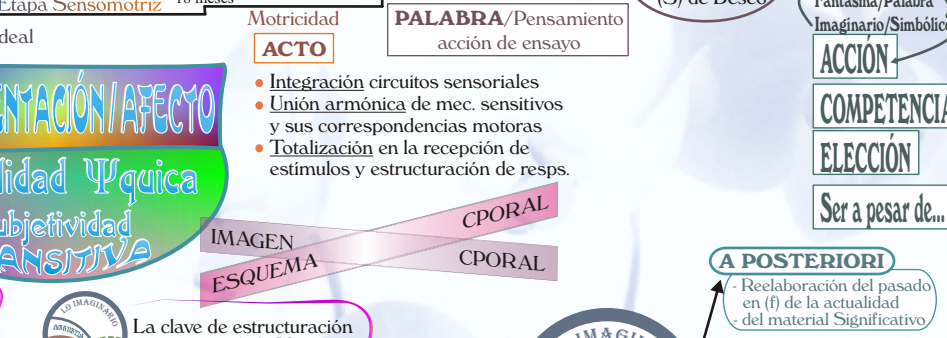 Etapa Sensomotriz
18 meses
deal
Motricidad
ACTO
PALABRA/Pensamiento
acción de ensayo
(S) de Deseo
Fantasma/Palabra
Imaginario/Simbólico
ACCIÓN
COMPETENCIA
ELECCIÓN
Ser a pesar de...
• Integración circuitos sensoriales
• Unión armónica de mec. sensitivos
y sus correspondencias motoras
• Totalización en la recepción de
estímulos y estructuración de resps.
ENTACIÓN/AFECTO
lidad Ψquica
ubjetividad
ANSITIVA
IMAGEN CPORAL
ESQUEMA CPORAL
A POSTERIORI
- Reelaboración del pasado
en (f) de la actualidad
- del material Significativo
LO IMAGINARIO
La clave de estructuración
IMAGI